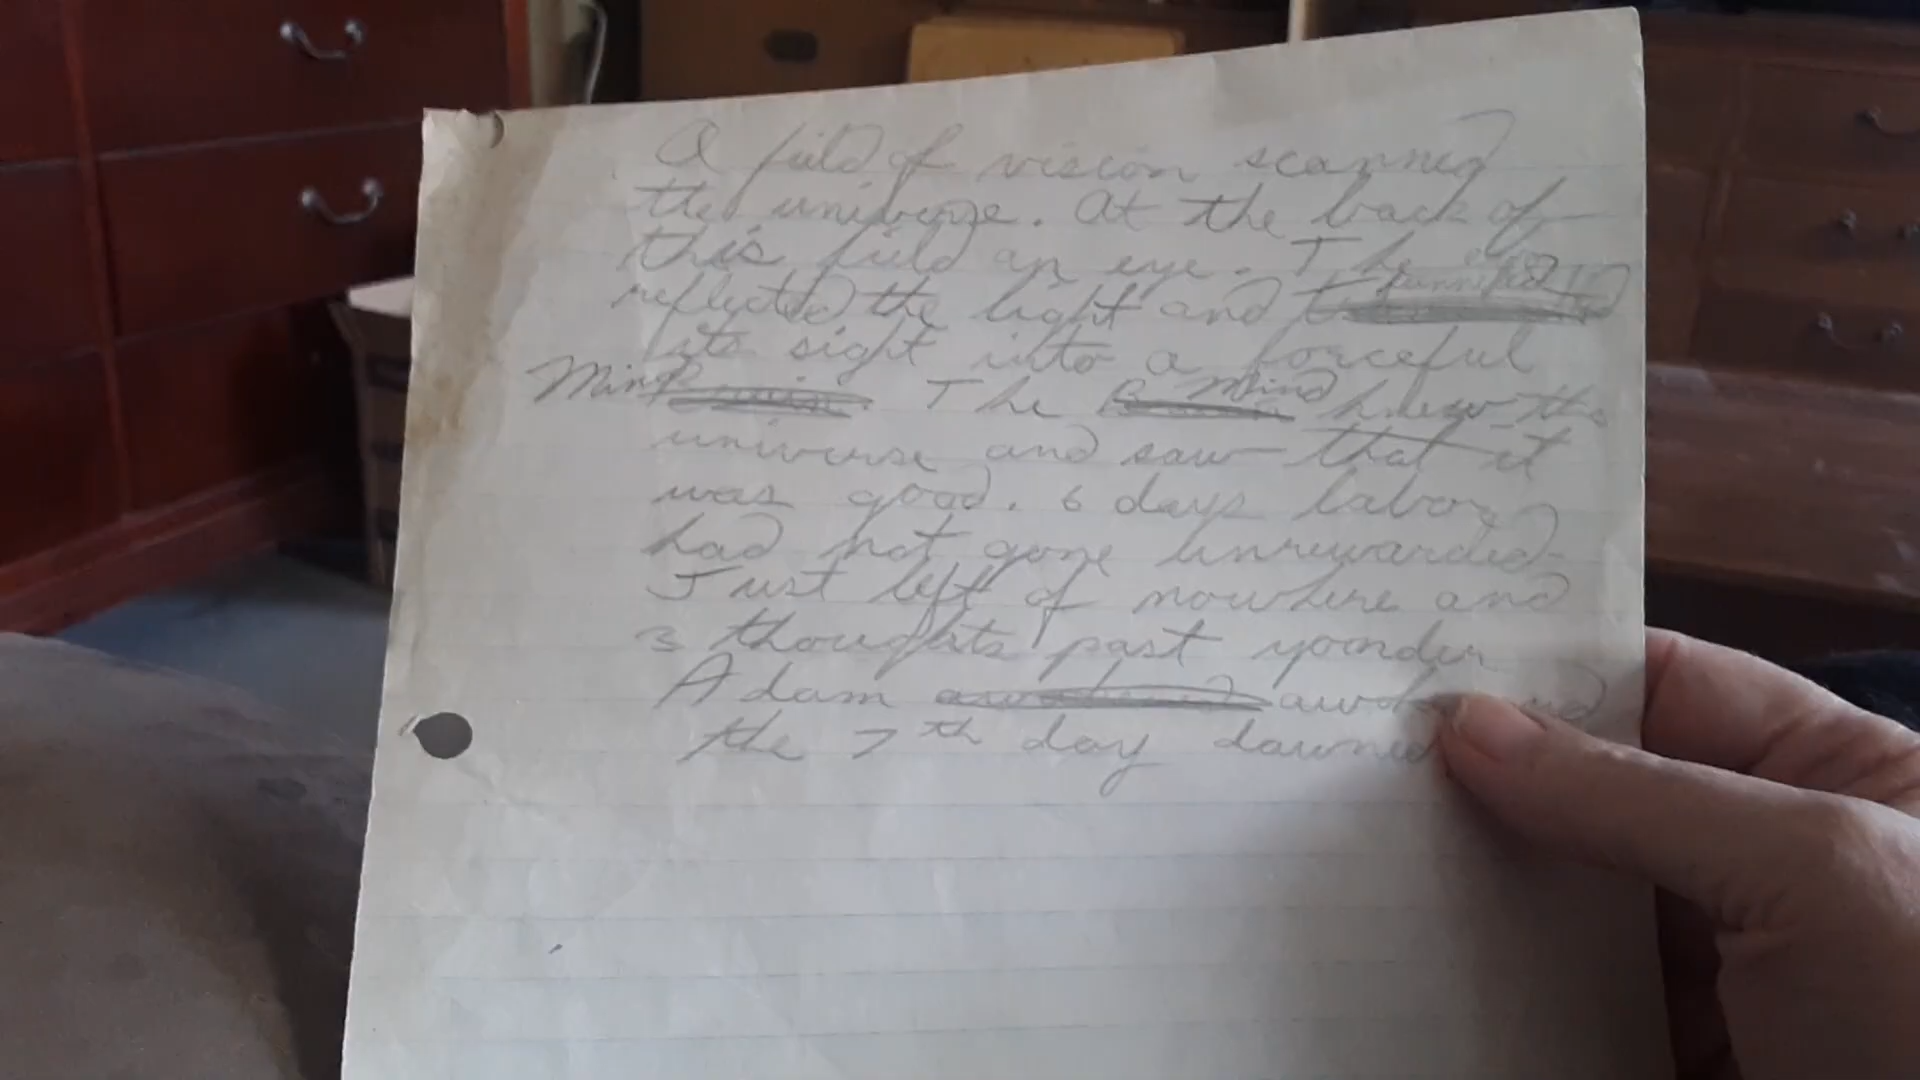 A field of vision scanned
the universe. At the back of
this field an eye. The eye
reflected the light and funneled
its sight into a forceful
Mind. The Mind knew the
universe and saw that it
was good. 6 days labor
had not gone unrewarded
Just left of nowhere and
3 thoughts past yonder
Adam
the 7th day dawned